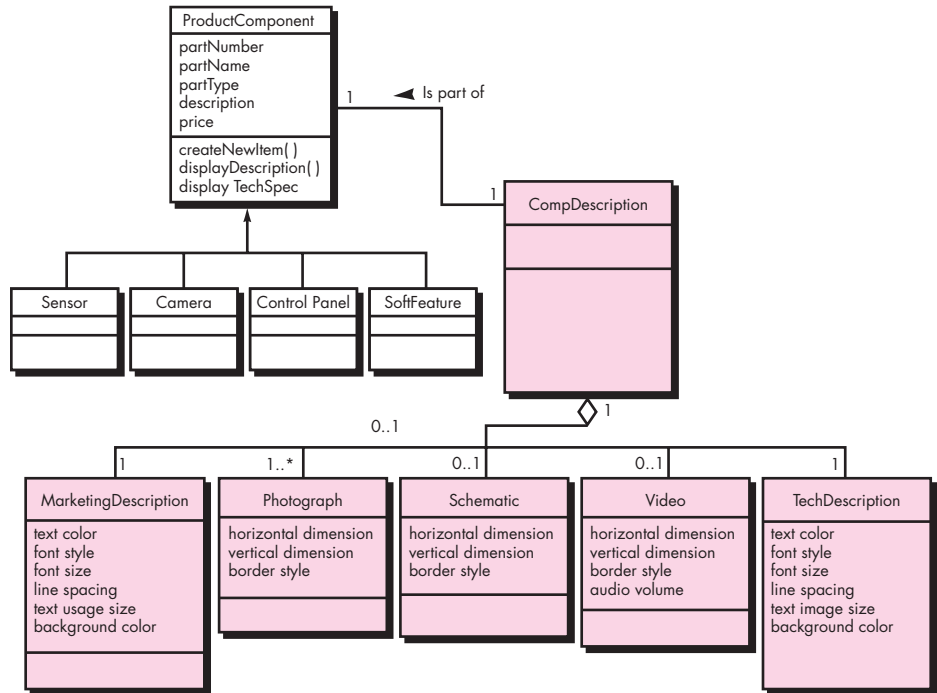 ProductComponent
partNumber
partName
partType
description
price
createNewItem( )
displayDescription( )
display TechSpec
1
Is part of
1
CompDescription
Sensor
Camera
Control Panel
SoftFeature
1
0..1
1
1..*
0..1
0..1
1
MarketingDescription
text color
font style
font size
line spacing
text usage size
background color
Photograph
horizontal dimension
vertical dimension
border style
Schematic
horizontal dimension
vertical dimension
border style
Video
horizontal dimension
vertical dimension
border style
audio volume
TechDescription
text color
font style
font size
line spacing
text image size
background color